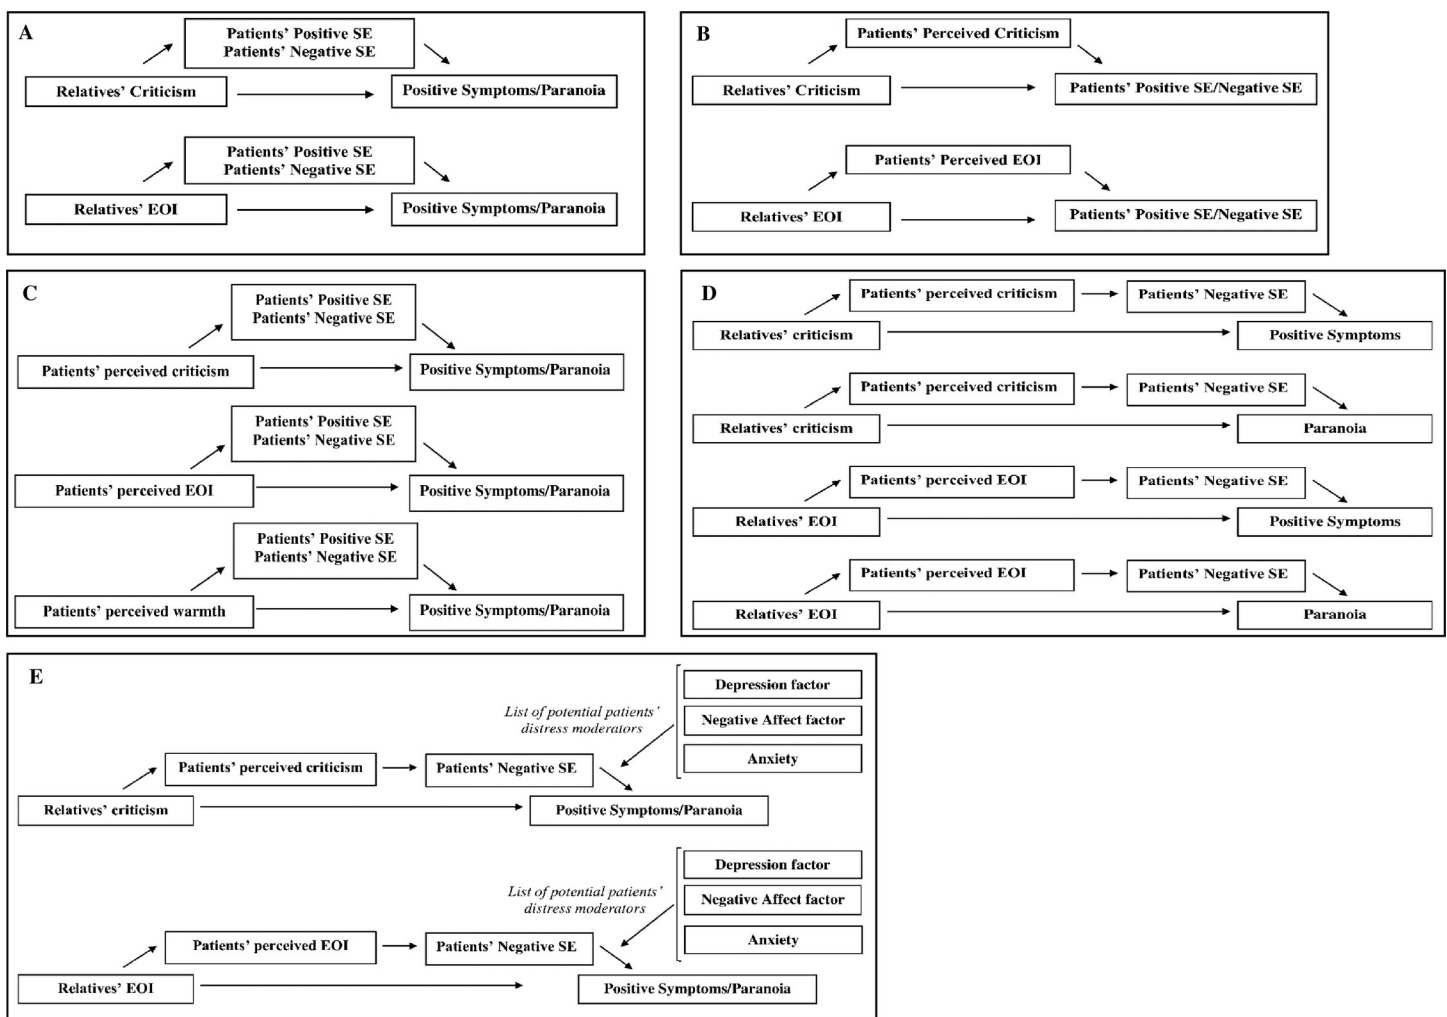 A
Patients' Positive SE
Patients' Negative SE
Relatives' Criticism
Positive Symptoms/Paranoia
Patients' Positive SE
Patients' Negative SE
Relatives' EOI
Positive Symptoms/Paranoia
B
Patients' Perceived Criticism
Relatives' Criticism
Patients' Positive SE/Negative SE
Patients' Perceived EOI
Relatives' EOI
Patients' Positive SE/Negative SE
C
Patients' Positive SE
Patients' Negative SE
Patients' perceived criticism
Positive Symptoms/Paranoia
Patients' Positive SE
Patients' Negative SE
Patients' perceived EOI
Positive Symptoms/Paranoia
Patients' Positive SE
Patients' Negative SE
Patients' perceived warmth
Positive Symptoms/Paranoia
D
Patients' perceived criticism
Patients' Negative SE
Relatives' criticism
Positive Symptoms
Patients' perceived criticism
Patients' Negative SE
Relatives' criticism
Paranoia
Patients' perceived EOI
Patients' Negative SE
Relatives' EOI
Positive Symptoms
Patients' perceived EOI
Patients' Negative SE
Relatives' EOI
Paranoia
E
Depression factor
List of potential patients'
distress moderators
Negative Affect factor
Anxiety
Patients' perceived criticism
Patients' Negative SE
Relatives' criticism
Positive Symptoms/Paranoia
Depression factor
List of potential patients'
distress moderators
Negative Affect factor
Anxiety
Patients' perceived EOI
Patients' Negative SE
Relatives' EOI
Positive Symptoms/Paranoia